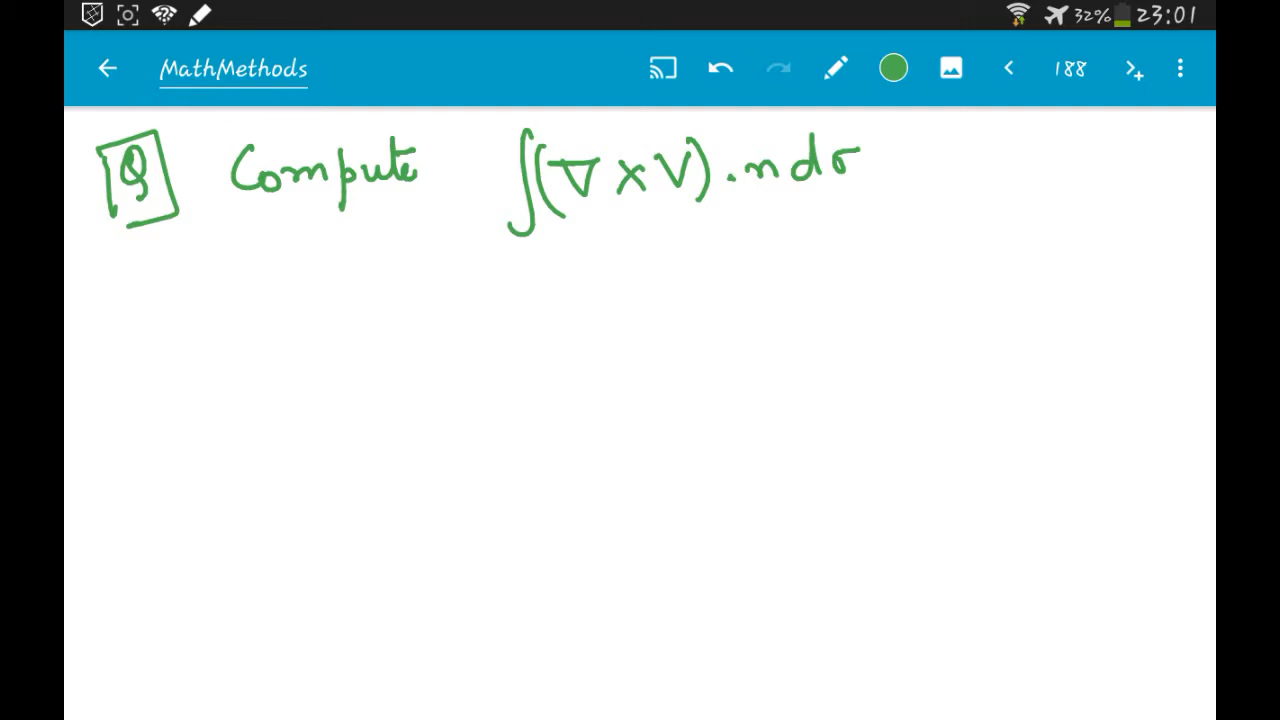 32% 23:01
MathMethods 188
Q Compute ∫(∇ × V) . n dσ